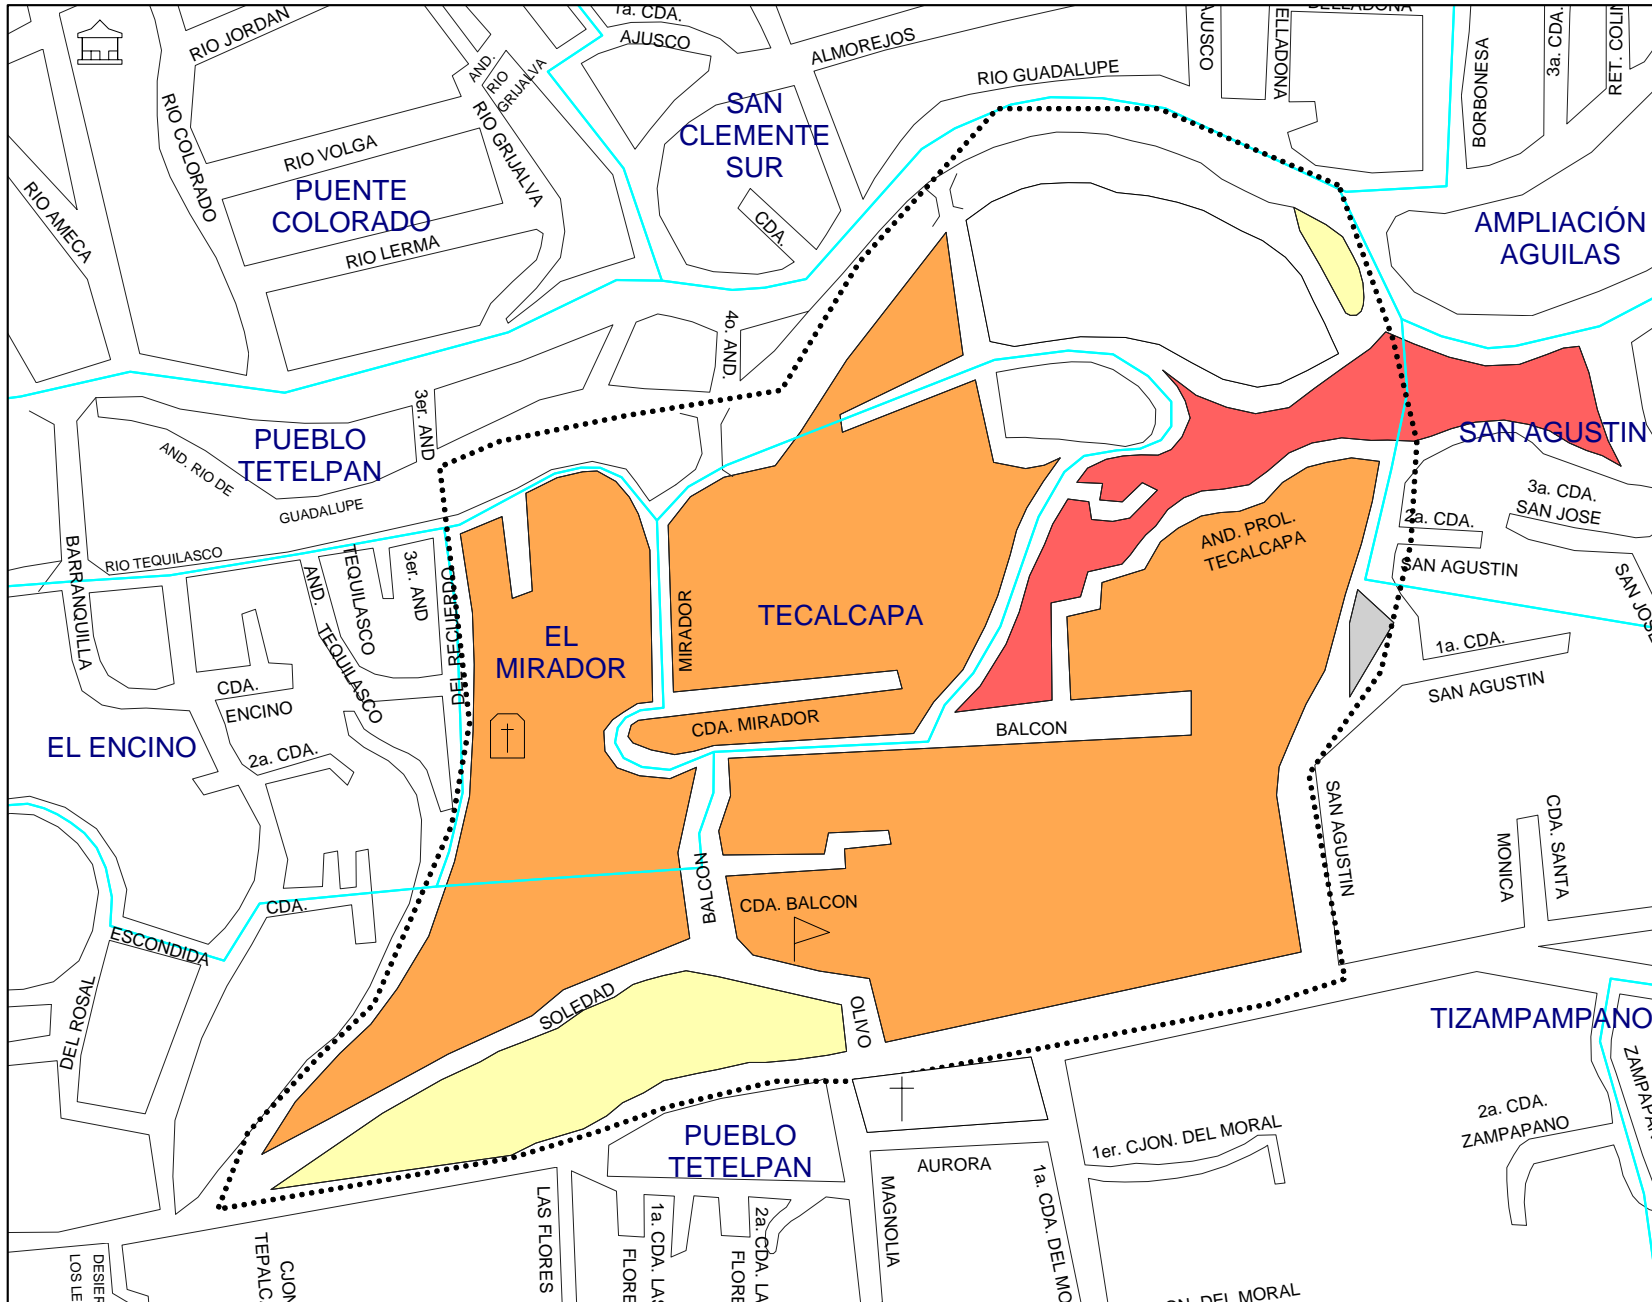 RIO JORDAN
1a. CDA.
AJUSCO
ALMOREJOS
RIO GUADALUPE
AJUSCO
BORBONESA
3a. CDA.
AND.
RIO
GRIJALVA
RIO COLORADO
RIO VOLGA
RIO GRIJALVA
SAN
CLEMENTE
SUR
PUENTE
COLORADO
RIO AMECA
RIO LERMA
CDA.
AMPLIACIÓN
AGUILAS
4o. AND.
3er. AND
PUEBLO
TETELPAN
AND. RIO DE
GUADALUPE
SAN AGUSTIN
3a. CDA.
SAN JOSE
2a. CDA.
SAN AGUSTIN
SAN JOSE
BARRANQUILLA
RIO TEQUILASCO
AND.
TEQUILASCO
TEQUILASCO
3er. AND
DEL RECUERDO
AND. PROL.
TECALCAPA
EL
MIRADOR
MIRADOR
TECALCAPA
1a. CDA.
SAN AGUSTIN
CDA.
ENCINO
2a. CDA.
EL ENCINO
CDA. MIRADOR
BALCON
SAN AGUSTIN
MONICA
CDA. SANTA
BALCON
CDA. BALCON
CDA.
ESCONDIDA
DEL ROSAL
SOLEDAD
OLIVO
TIZAMPAMPANO
2a. CDA.
ZAMPAPANO
1er. CJON. DEL MORAL
PUEBLO
TETELPAN
AURORA
MAGNOLIA
LAS FLORES